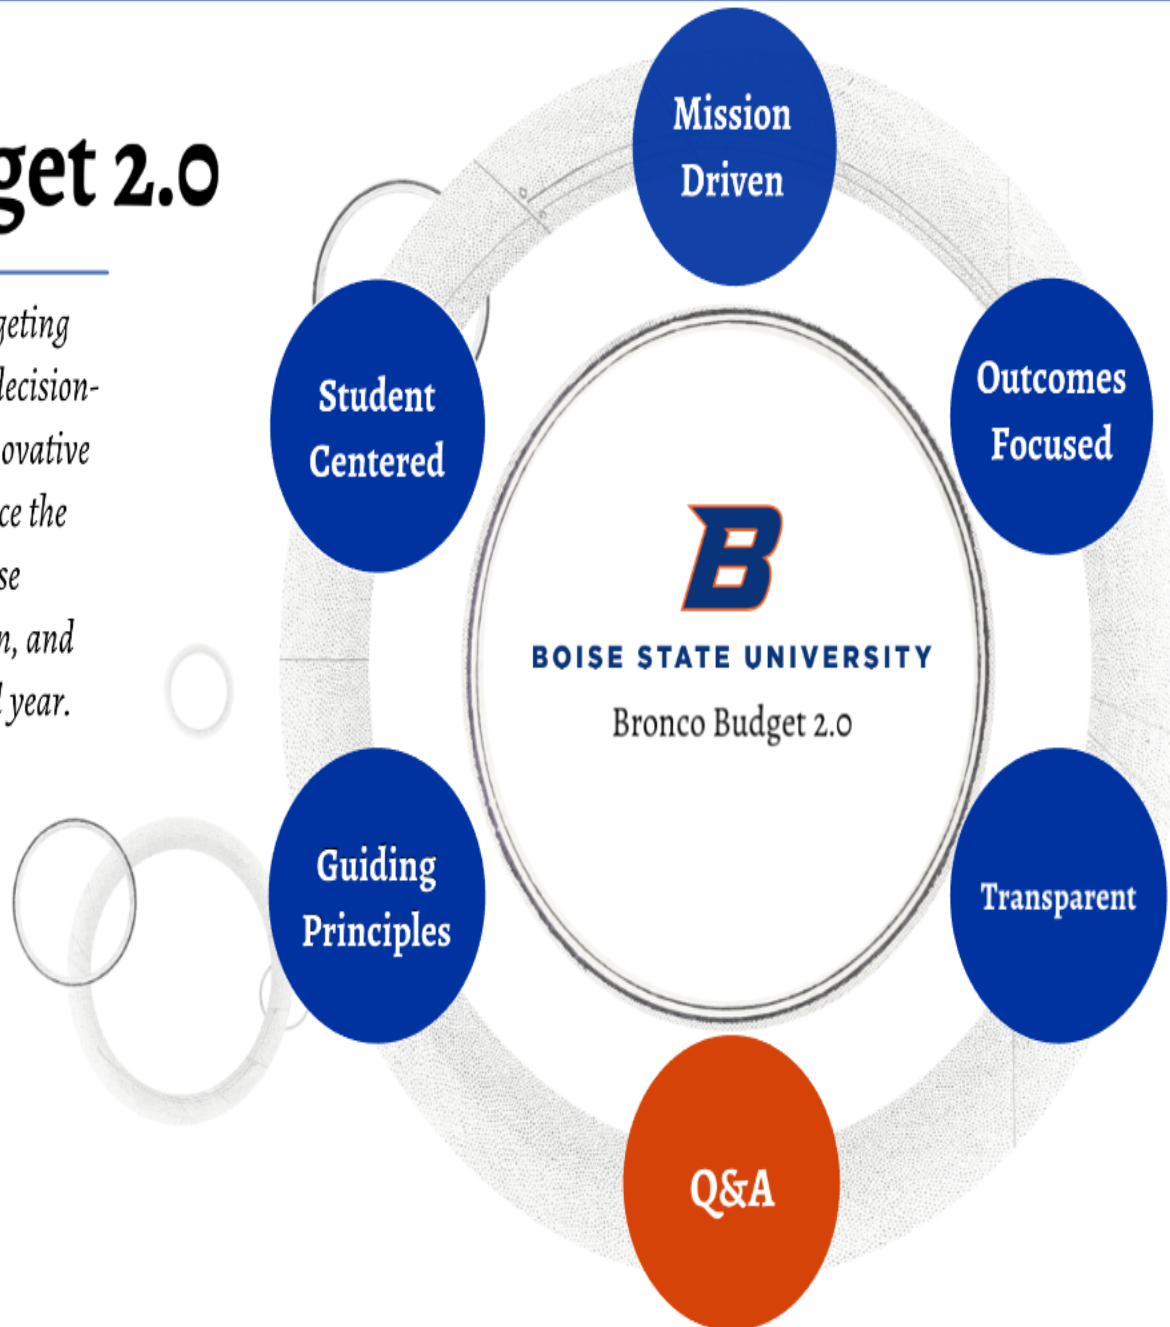 get 2.0
geting
decision-
ovative
ce the
se
n, and
year.
Mission
Driven
Student
Centered
Outcomes
Focused
B
BOISE STATE UNIVERSITY
Bronco Budget 2.0
Guiding
Principles
Transparent
Q&A